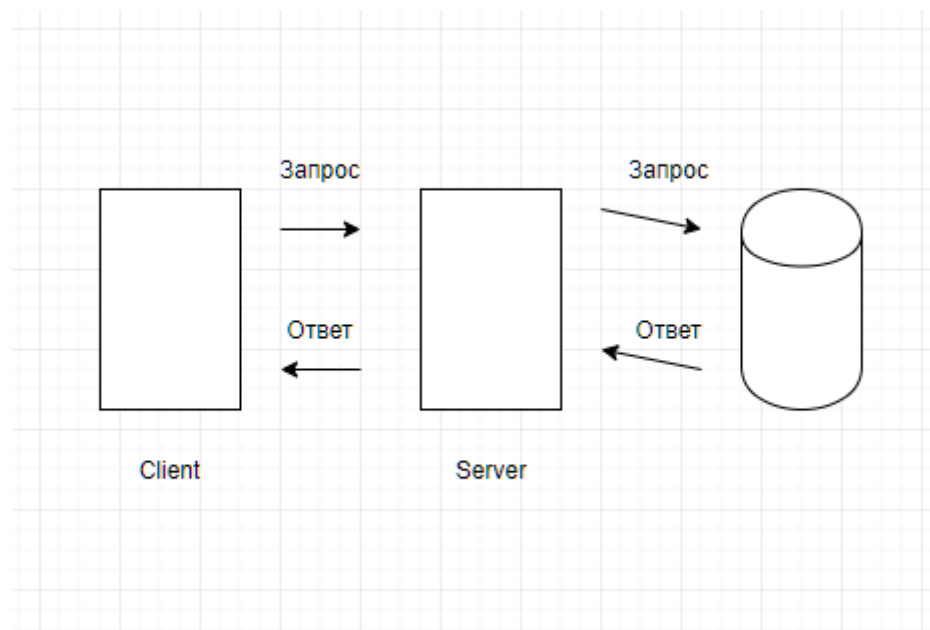 Запрос
Запрос
Ответ
Ответ
Client
Server